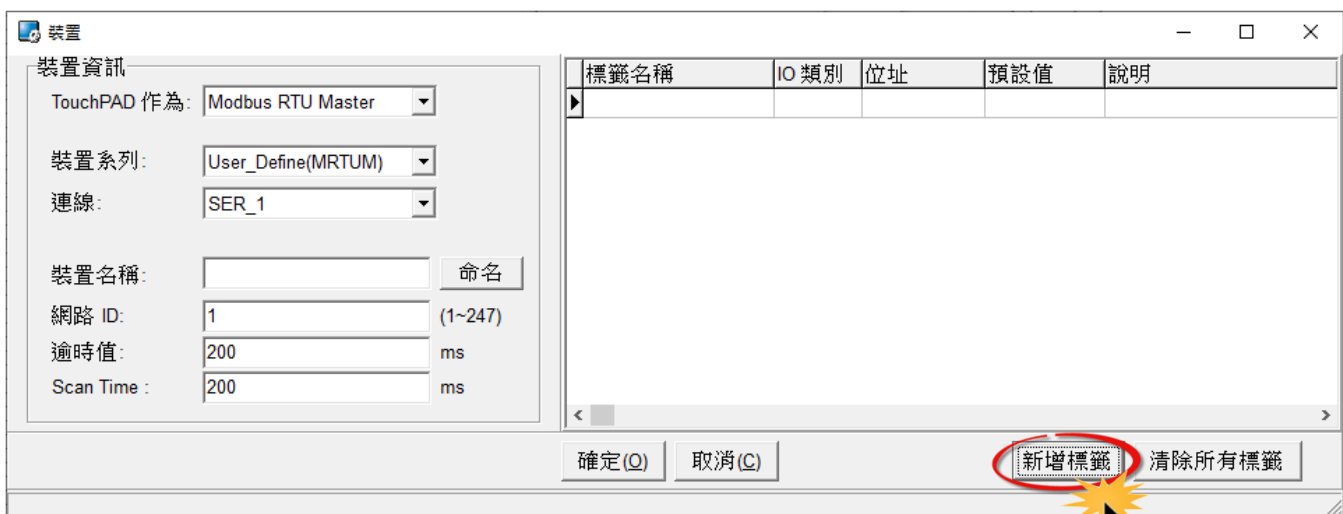 裝置
裝置資訊
TouchPAD 作為: Modbus RTU Master
裝置系列: User_Define(MRTUM)
連線: SER_1
裝置名稱: 命名
網路 ID: 1 (1~247)
逾時值: 200 ms
Scan Time : 200 ms
標籤名稱 IO 類別 位址 預設值 說明
確定(O) 取消(C) 新增標籤 清除所有標籤